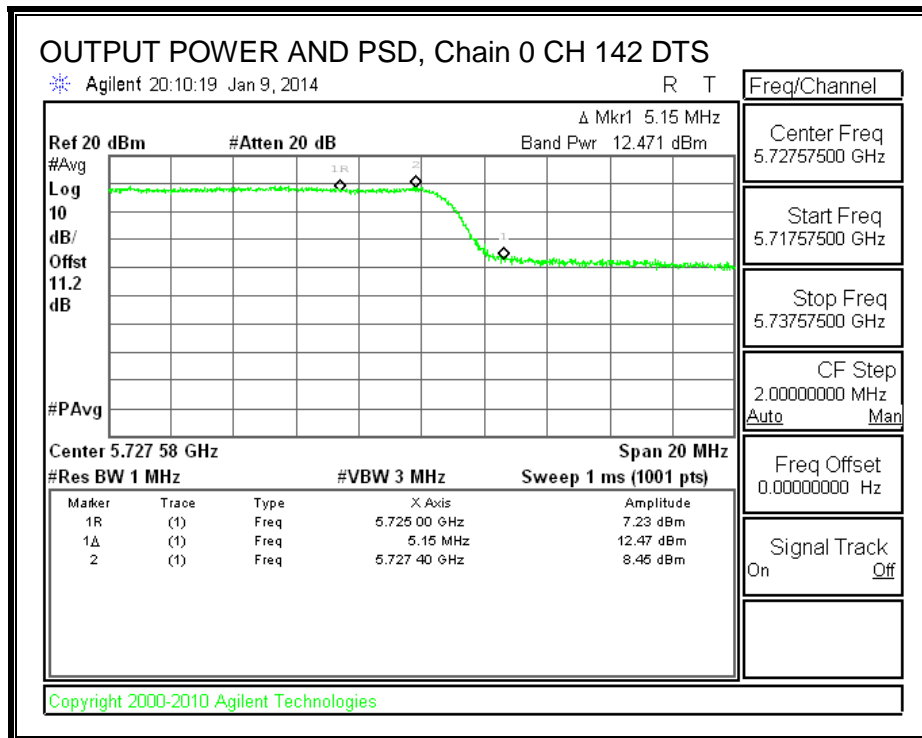 OUTPUT POWER AND PSD, Chain 0 CH 142 DTS
Agilent 20:10:19 Jan 9, 2014 R T
Δ Mkr1 5.15 MHz
Ref 20 dBm #Atten 20 dB Band Pwr 12.471 dBm
#Avg
Log
10
dB/
Offst
11.2
dB
1R
2
1
#PAvg
Center 5.727 58 GHz Span 20 MHz
#Res BW 1 MHz #VBW 3 MHz Sweep 1 ms (1001 pts)
Marker Trace Type X Axis Amplitude
1R (1) Freq 5.725 00 GHz 7.23 dBm
1Δ (1) Freq 5.15 MHz 12.47 dBm
2 (1) Freq 5.727 40 GHz 8.45 dBm
Copyright 2000-2010 Agilent Technologies
Freq/Channel
Center Freq
5.72757500 GHz
Start Freq
5.71757500 GHz
Stop Freq
5.73757500 GHz
CF Step
2.00000000 MHz
Auto Man
Freq Offset
0.00000000 Hz
Signal Track
On Off